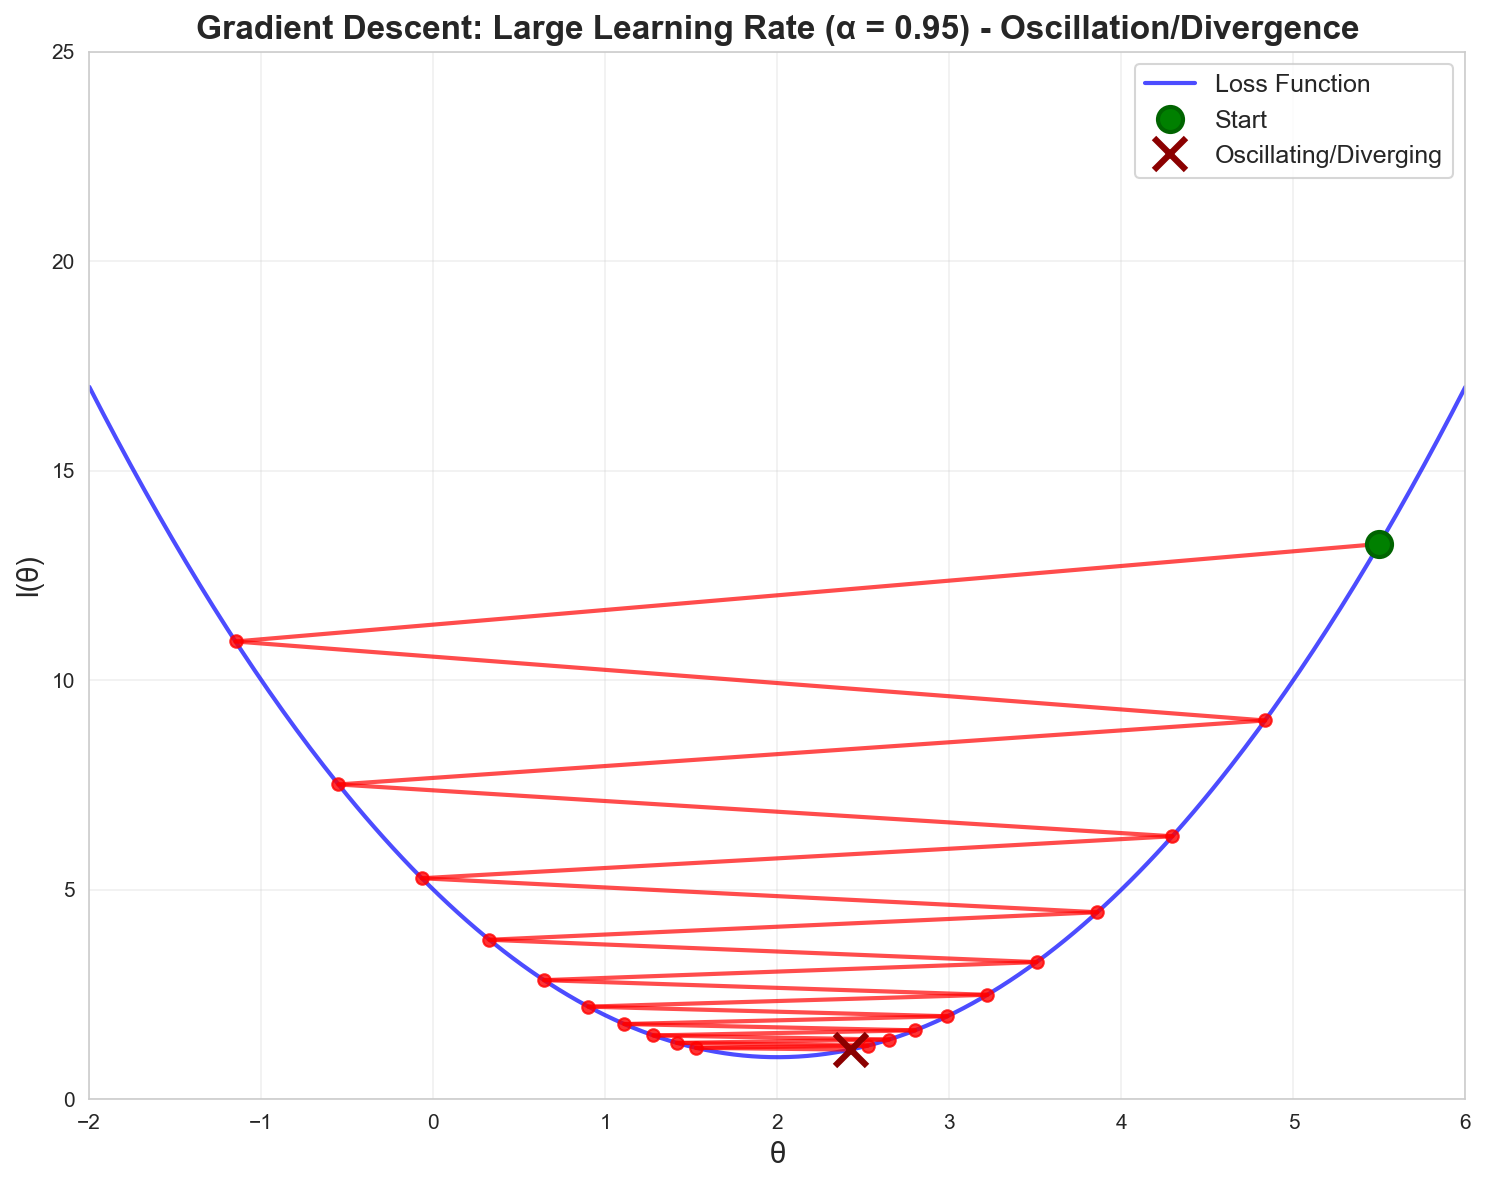 Gradient Descent: Large Learning Rate (α = 0.95) - Oscillation/Divergence
Loss Function
Start
Oscillating/Diverging
l(θ)
25
20
15
10
5
0
−2
−1
0
1
2
3
4
5
6
θ